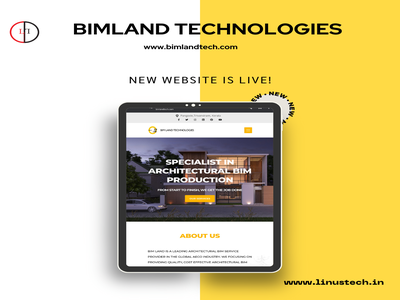 BIMLAND TECHNOLOGIES
www.bimlandtech.com
NEW WEBSITE IS LIVE!
NEW • NEW • NEW
BIMLAND TECHNOLOGIES
SPECIALIST IN
ARCHITECTURAL BIM
PRODUCTION
FROM START TO FINISH, WE GET THE JOB DONE
ABOUT US
BIM LAND IS A LEADING ARCHITECTURAL BIM SERVICE
PROVIDER IN THE GLOBAL AECO INDUSTRY. WE FOCUSING ON
PROVIDING QUALITY, COST EFFECTIVE ARCHITECTURAL BIM
www.linustech.in